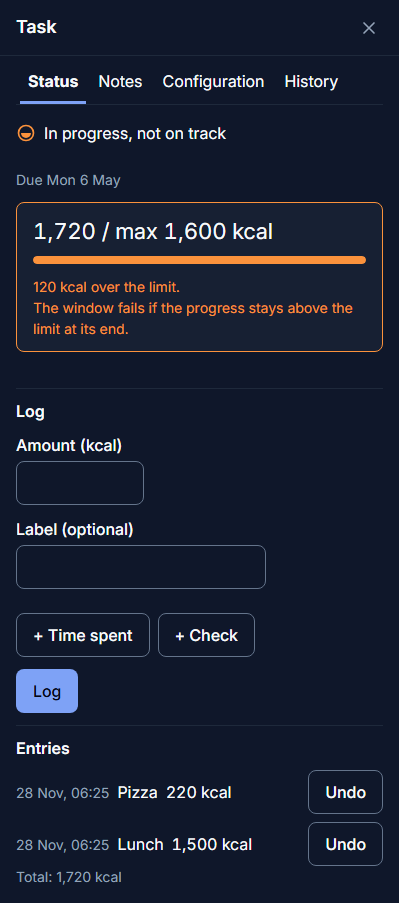 Task
Status Notes Configuration History
In progress, not on track
Due Mon 6 May
1,720 / max 1,600 kcal
120 kcal over the limit.
The window fails if the progress stays above the
limit at its end.
Log
Amount (kcal)
Label (optional)
+ Time spent + Check
Log
Entries
28 Nov, 06:25 Pizza 220 kcal Undo
28 Nov, 06:25 Lunch 1,500 kcal Undo
Total: 1,720 kcal